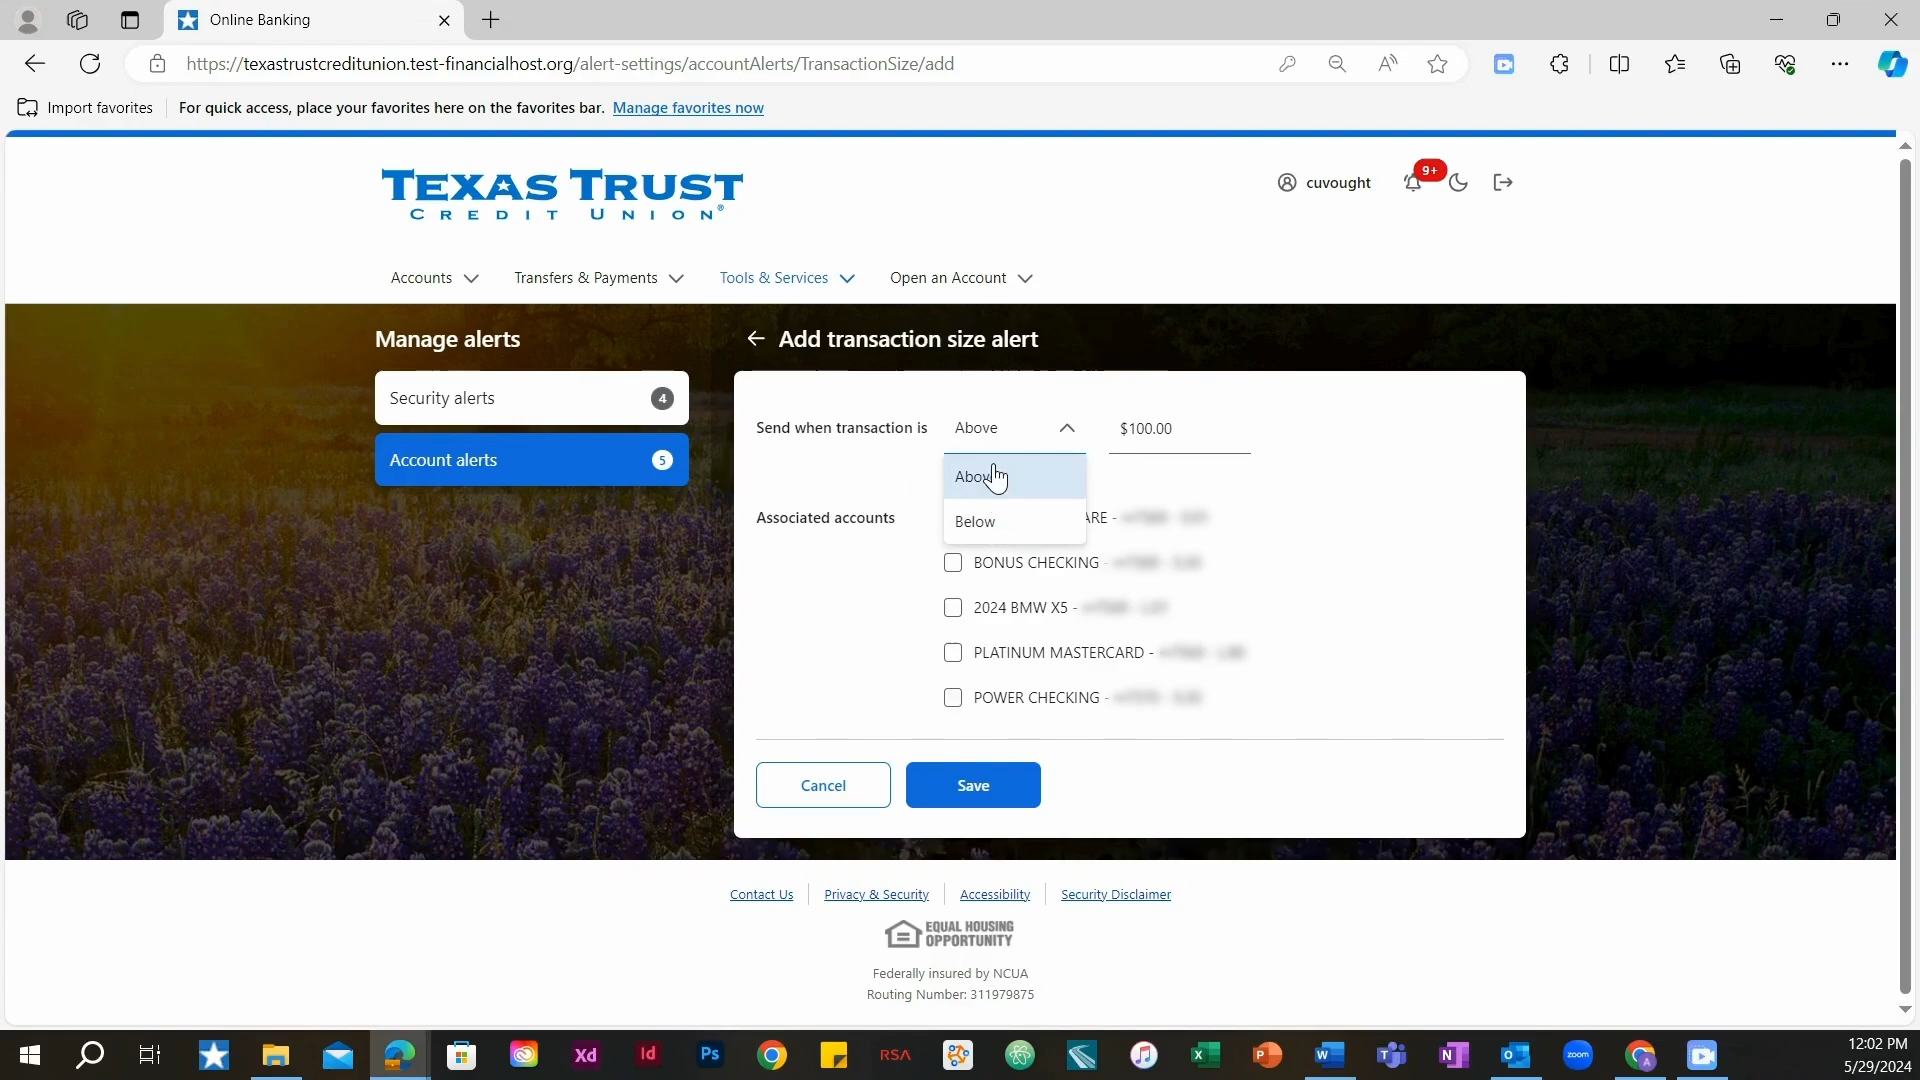 Online Banking
https://texastrustcreditunion.test-financialhost.org/alert-settings/accountAlerts/TransactionSize/add
Import favorites For quick access, place your favorites here on the favorites bar. Manage favorites now
TEXAS TRUST
CREDIT UNION®
cuvought 9+
Accounts Transfers & Payments Tools & Services Open an Account
Manage alerts
Security alerts 4
Account alerts 5
Add transaction size alert
Send when transaction is Above $100.00
Above
Below
Associated accounts
BONUS CHECKING -
2024 BMW X5 -
PLATINUM MASTERCARD -
POWER CHECKING -
Cancel Save
Contact Us Privacy & Security Accessibility Security Disclaimer
EQUAL HOUSING
OPPORTUNITY
Federally insured by NCUA
Routing Number: 311979875
Xd Id Ps RSA zoom
12:02 PM
5/29/2024